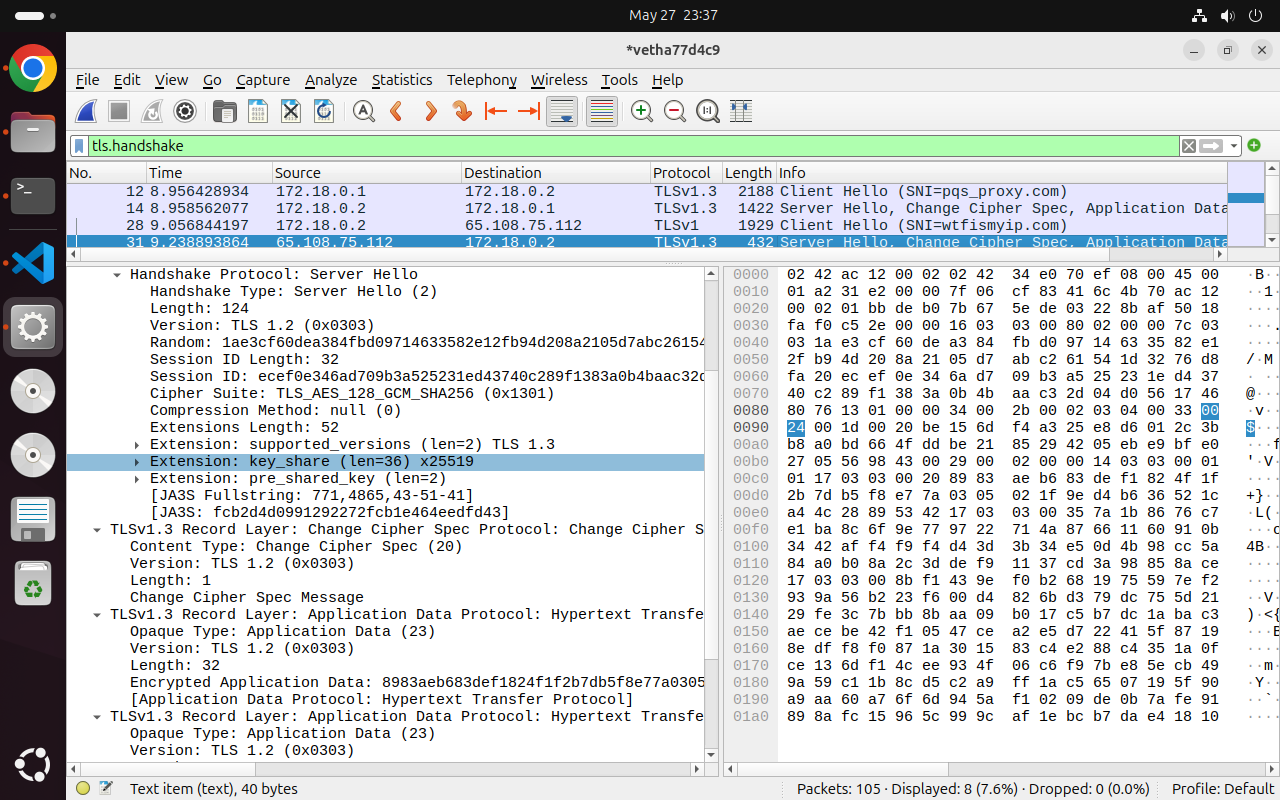 May 27 23:37
*vetha77d4c9
File Edit View Go Capture Analyze Statistics Telephony Wireless Tools Help
tls.handshake
No. Time Source Destination Protocol Length Info
12 8.956428934 172.18.0.1 172.18.0.2 TLSv1.3 2188 Client Hello (SNI=pqs_proxy.com)
14 8.958562077 172.18.0.2 172.18.0.1 TLSv1.3 1422 Server Hello, Change Cipher Spec, Application Data
28 9.056844197 172.18.0.2 65.108.75.112 TLSv1 1929 Client Hello (SNI=wtfismyip.com)
31 9.238893864 65.108.75.112 172.18.0.2 TLSv1.3 432 Server Hello, Change Cipher Spec, Application Data
Handshake Protocol: Server Hello
Handshake Type: Server Hello (2)
Length: 124
Version: TLS 1.2 (0x0303)
Random: 1ae3cf60dea384fbd09714633582e12fb94d208a2105d7abc26154
Session ID Length: 32
Session ID: ecef0e346ad709b3a525231ed43740c289f1383a0b4baac32d
Cipher Suite: TLS_AES_128_GCM_SHA256 (0x1301)
Compression Method: null (0)
Extensions Length: 52
Extension: supported_versions (len=2) TLS 1.3
Extension: key_share (len=36) x25519
Extension: pre_shared_key (len=2)
[JA3S Fullstring: 771,4865,43-51-41]
[JA3S: fcb2d4d0991292272fcb1e464eedfd43]
TLSv1.3 Record Layer: Change Cipher Spec Protocol: Change Cipher S
Content Type: Change Cipher Spec (20)
Version: TLS 1.2 (0x0303)
Length: 1
Change Cipher Spec Message
TLSv1.3 Record Layer: Application Data Protocol: Hypertext Transfe
Opaque Type: Application Data (23)
Version: TLS 1.2 (0x0303)
Length: 32
Encrypted Application Data: 8983aeb683def1824f1f2b7db5f8e77a0305
[Application Data Protocol: Hypertext Transfer Protocol]
TLSv1.3 Record Layer: Application Data Protocol: Hypertext Transfe
Opaque Type: Application Data (23)
Version: TLS 1.2 (0x0303)
0000 02 42 ac 12 00 02 02 42 34 e0 70 ef 08 00 45 00 ·B··
0010 01 a2 31 e2 00 00 7f 06 cf 83 41 6c 4b 70 ac 12 ··1·
0020 00 02 01 bb de b0 7b 67 5e de 03 22 8b af 50 18 ····
0030 fa f0 c5 2e 00 00 16 03 03 00 80 02 00 00 7c 03 ···.
0040 03 1a e3 cf 60 de a3 84 fb d0 97 14 63 35 82 e1 ····
0050 2f b9 4d 20 8a 21 05 d7 ab c2 61 54 1d 32 76 d8 /·M
0060 fa 20 ec ef 0e 34 6a d7 09 b3 a5 25 23 1e d4 37 · ··
0070 40 c2 89 f1 38 3a 0b 4b aa c3 2d 04 d0 56 17 46 @···
0080 80 76 13 01 00 00 34 00 2b 00 02 03 04 00 33 00 ·v··
0090 24 00 1d 00 20 be 15 6d f4 a3 25 e8 d6 01 2c 3b $···
00a0 b8 a0 bd 66 4f dd be 21 85 29 42 05 eb e9 bf e0 ···f
00b0 27 05 56 98 43 00 29 00 02 00 00 14 03 03 00 01 '·V·
00c0 01 17 03 03 00 20 89 83 ae b6 83 de f1 82 4f 1f ····
00d0 2b 7d b5 f8 e7 7a 03 05 02 1f 9e d4 b6 36 52 1c +}··
00e0 a4 4c 28 89 53 42 17 03 03 00 35 7a 1b 86 76 c7 ·L(·
00f0 e1 ba 8c 6f 9e 77 97 22 71 4a 87 66 11 60 91 0b ···o
0100 34 42 af f4 f9 f4 d4 3d 3b 34 e5 0d 4b 98 cc 5a 4B··
0110 84 a0 b0 8a 2c 3d de f9 11 37 cd 3a 98 85 8a ce ····
0120 17 03 03 00 8b f1 43 9e f0 b2 68 19 75 59 7e f2 ····
0130 93 9a 56 b2 23 f6 00 d4 82 6b d3 79 dc 75 5d 21 ··V·
0140 29 fe 3c 7b bb 8b aa 09 b0 17 c5 b7 dc 1a ba c3 )·<{
0150 ae ce be 42 f1 05 47 ce a2 e5 d7 22 41 5f 87 19 ···B
0160 8e df f8 f0 87 1a 30 15 83 c4 e2 88 c4 35 1a 0f ····
0170 ce 13 6d f1 4c ee 93 4f 06 c6 f9 7b e8 5e cb 49 ··m·
0180 9a 59 c1 1b 8c d5 c2 a9 ff 1a c5 65 07 19 5f 90 ·Y··
0190 a9 aa 60 a7 6f 6d 94 5a f1 02 09 de 0b 7a fe 91 ··`·
01a0 89 8a fc 15 96 5c 99 9c af 1e bc b7 da e4 18 10 ····
Text item (text), 40 bytes
Packets: 105 · Displayed: 8 (7.6%) · Dropped: 0 (0.0%)
Profile: Default